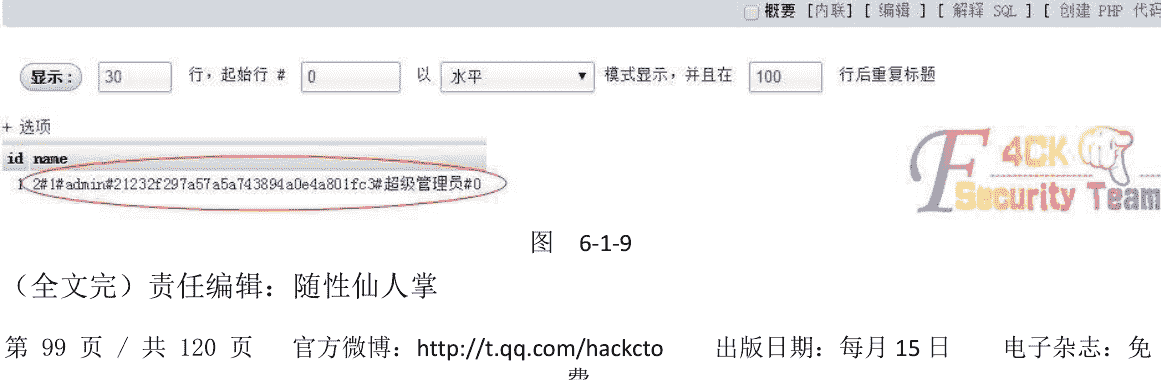 概要 [内联] [ 编辑 ] [ 解释 SQL ] [ 创建 PHP 代码
显示: 30 行, 起始行 # 0 以 水平 模式显示, 并且在 100 行后重复标题
+ 选项
id name
1 2#1#admin#21232f297a57a5a743894a0e4a801fc3#超级管理员#0
F4CK
Security Team
图 6-1-9
(全文完)责任编辑:随性仙人掌
第 99 页 / 共 120 页 官方微博:http://t.qq.com/hackcto 出版日期:每月 15 日 电子杂志:免
费